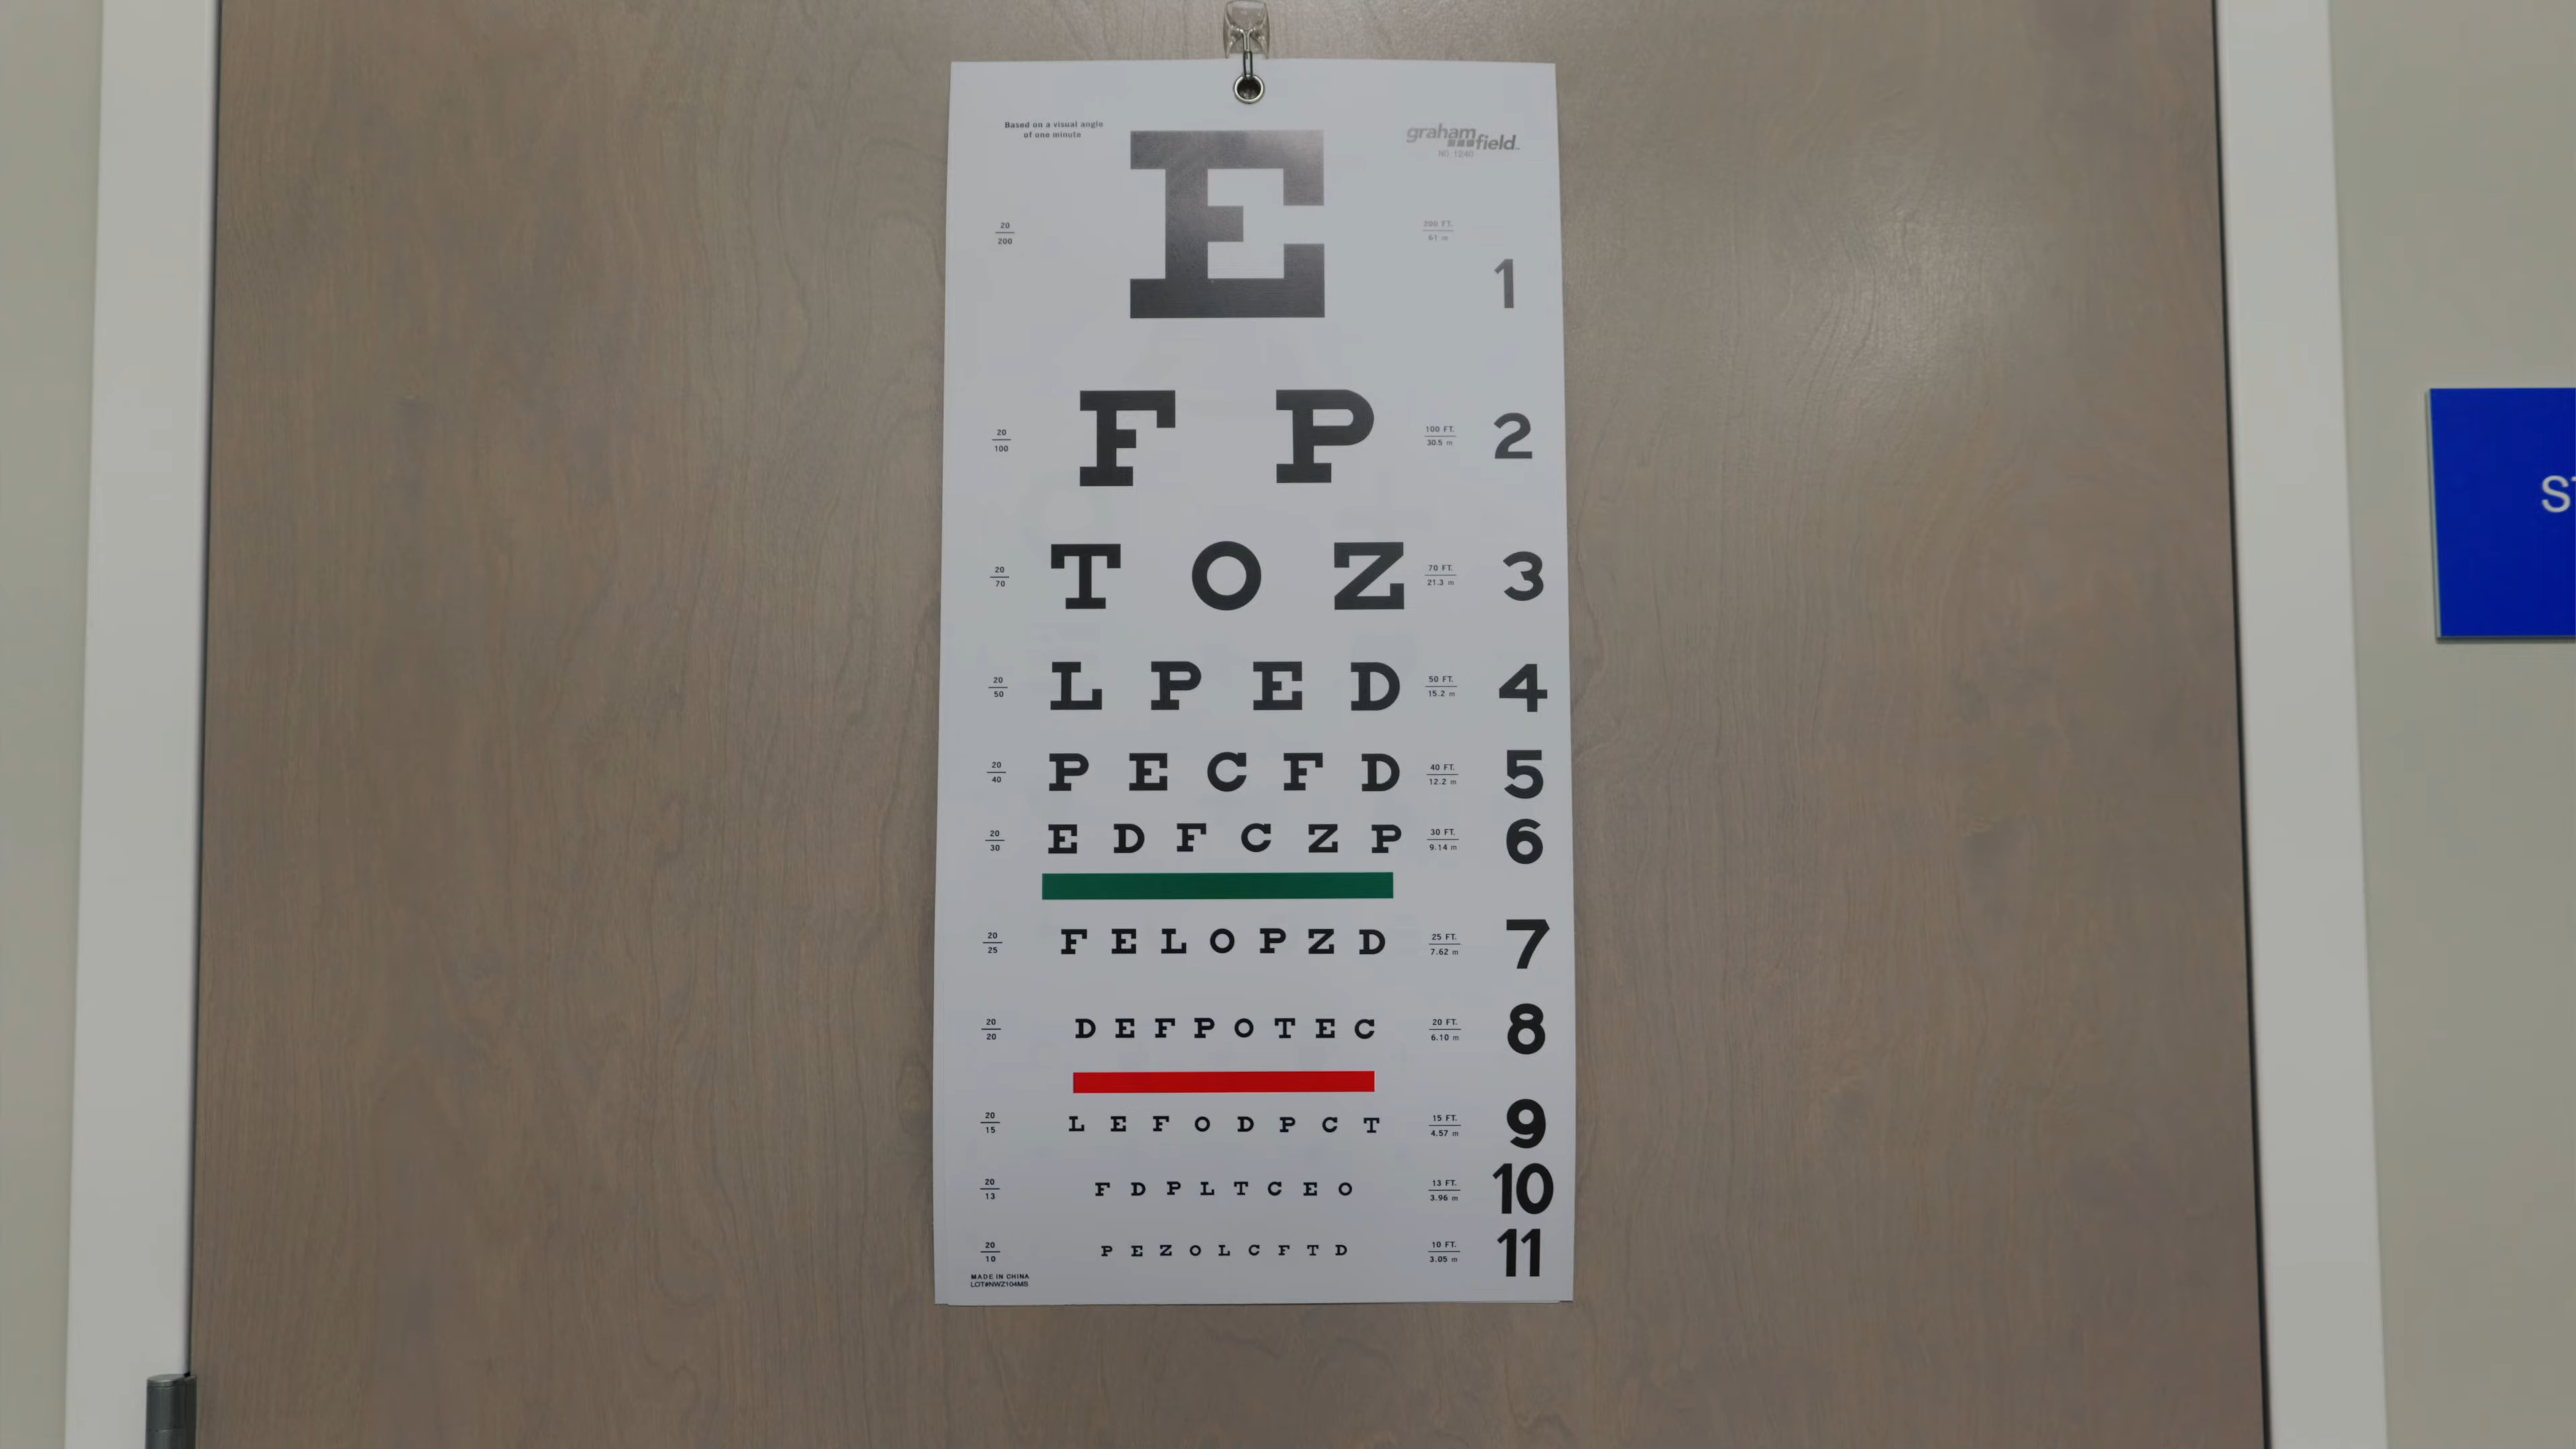 Based on a visual angle
of one minute
graham field
NO. 1240
20
200
E
200 FT.
61 m
1
20
100
F P
100 FT.
30.5 m
2
20
70
T O Z
70 FT.
21.3 m
3
20
50
L P E D
50 FT.
15.2 m
4
20
40
P E C F D
40 FT.
12.2 m
5
20
30
E D F C Z P
30 FT.
9.14 m
6
20
25
F E L O P Z D
25 FT.
7.62 m
7
20
20
D E F P O T E C
20 FT.
6.10 m
8
20
15
L E F O D P C T
15 FT.
4.57 m
9
20
13
F D P L T C E O
13 FT.
3.96 m
10
20
10
P E Z O L C F T D
10 FT.
3.05 m
11
MADE IN CHINA
LOT#NWZ104MS